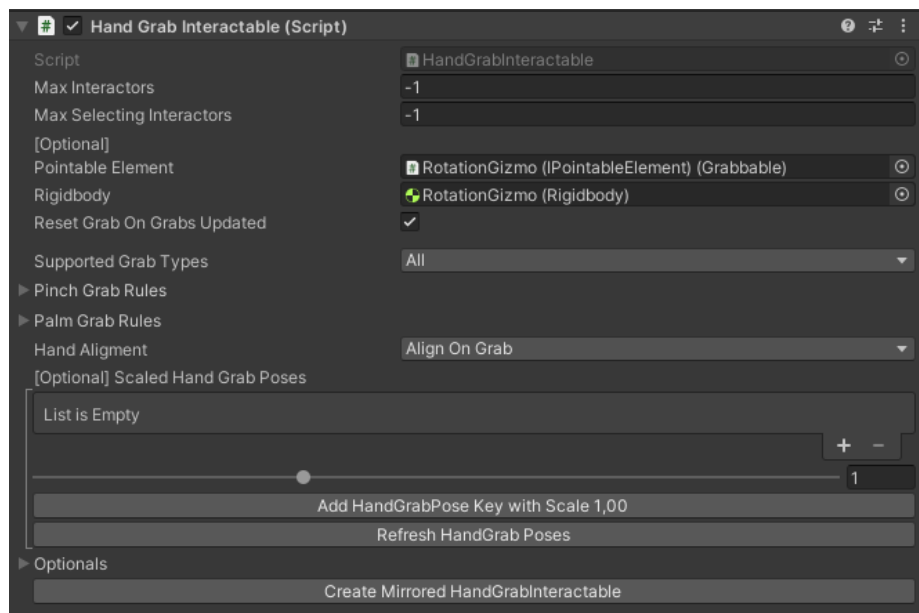 Hand Grab Interactable (Script)
Script HandGrabInteractable
Max Interactors -1
Max Selecting Interactors -1
[Optional]
Pointable Element RotationGizmo (IPointableElement) (Grabbable)
Rigidbody RotationGizmo (Rigidbody)
Reset Grab On Grabs Updated
Supported Grab Types All
Pinch Grab Rules
Palm Grab Rules
Hand Aligment Align On Grab
[Optional] Scaled Hand Grab Poses
List is Empty
+ −
1
Add HandGrabPose Key with Scale 1,00
Refresh HandGrab Poses
Optionals
Create Mirrored HandGrabInteractable